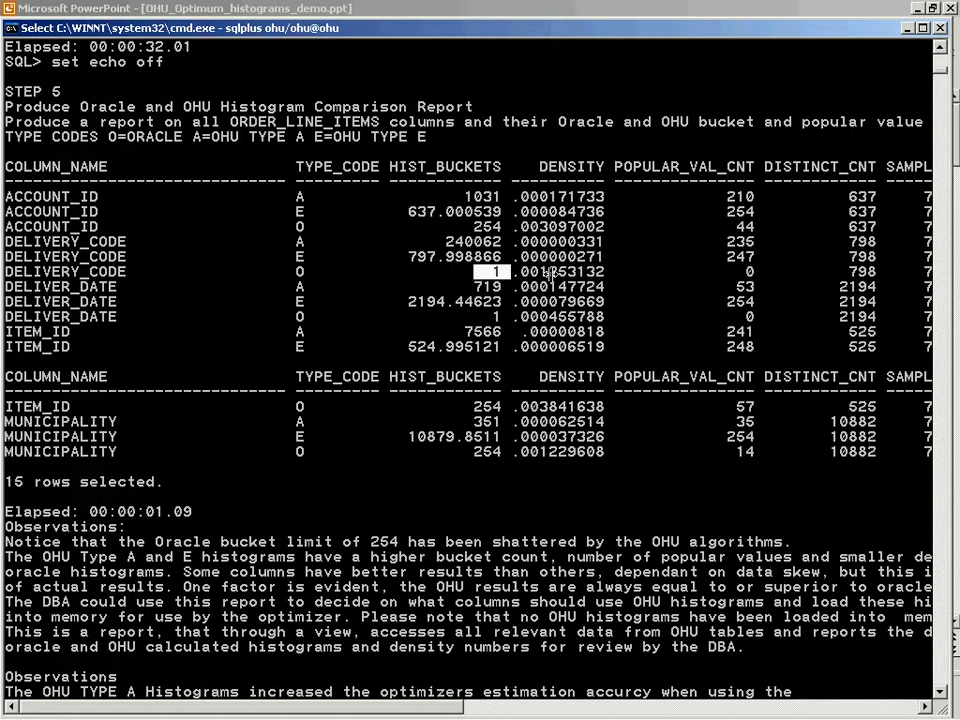 Microsoft PowerPoint - [OHU_Optimum_histograms_demo.ppt]
Select C:\WINNT\system32\cmd.exe - sqlplus ohu/ohu@ohu
Elapsed: 00:00:32.01
SQL> set echo off
STEP 5
Produce Oracle and OHU Histogram Comparison Report
Produce a report on all ORDER_LINE_ITEMS columns and their Oracle and OHU bucket and popular value
TYPE CODES O=ORACLE A=OHU TYPE A E=OHU TYPE E
COLUMN_NAME TYPE_CODE HIST_BUCKETS DENSITY POPULAR_VAL_CNT DISTINCT_CNT SAMPL
ACCOUNT_ID A 1031 .000171733 210 637 7
ACCOUNT_ID E 637.000539 .000084736 254 637 7
ACCOUNT_ID O 254 .003097002 44 637 7
DELIVERY_CODE A 240062 .000000331 235 798 7
DELIVERY_CODE E 797.998866 .000000271 247 798 7
DELIVERY_CODE O 1 .001253132 0 798 7
DELIVER_DATE A 719 .000147724 53 2194 7
DELIVER_DATE E 2194.44623 .000079669 254 2194 7
DELIVER_DATE O 1 .000455788 0 2194 7
ITEM_ID A 7566 .00000818 241 525 7
ITEM_ID E 524.995121 .000006519 248 525 7
COLUMN_NAME TYPE_CODE HIST_BUCKETS DENSITY POPULAR_VAL_CNT DISTINCT_CNT SAMPL
ITEM_ID O 254 .003841638 57 525 7
MUNICIPALITY A 351 .000062514 35 10882 7
MUNICIPALITY E 10879.8511 .000037326 254 10882 7
MUNICIPALITY O 254 .001229608 14 10882 7
15 rows selected.
Elapsed: 00:00:01.09
Observations:
Notice that the Oracle bucket limit of 254 has been shattered by the OHU algorithms.
The OHU Type A and E histograms have a higher bucket count, number of popular values and smaller de
oracle histograms. Some columns have better results than others, dependant on data skew, but this i
of actual results. One factor is evident, the OHU results are always equal to or superior to oracle
The DBA could use this report to decide on what columns should use OHU histograms and load these hi
into memory for use by the optimizer. Please note that no OHU histograms have been loaded into  mem
This is a report, that through a view, accesses all relevant data from OHU tables and reports the d
oracle and OHU calculated histograms and density numbers for review by the DBA.
Observations
The OHU TYPE A Histograms increased the optimizers estimation accurcy when using the